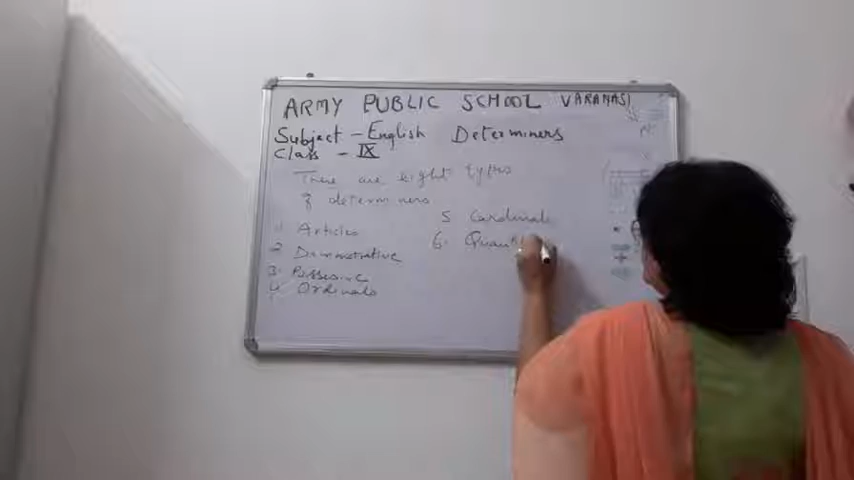 ARMY PUBLIC SCHOOL VARANASI
Subject - English Determiners
Class - IX
There are eight types
of determiners
1 Articles
2 Demonstrative
3. Possessive
4 Ordinals
5 Cardinals
6.